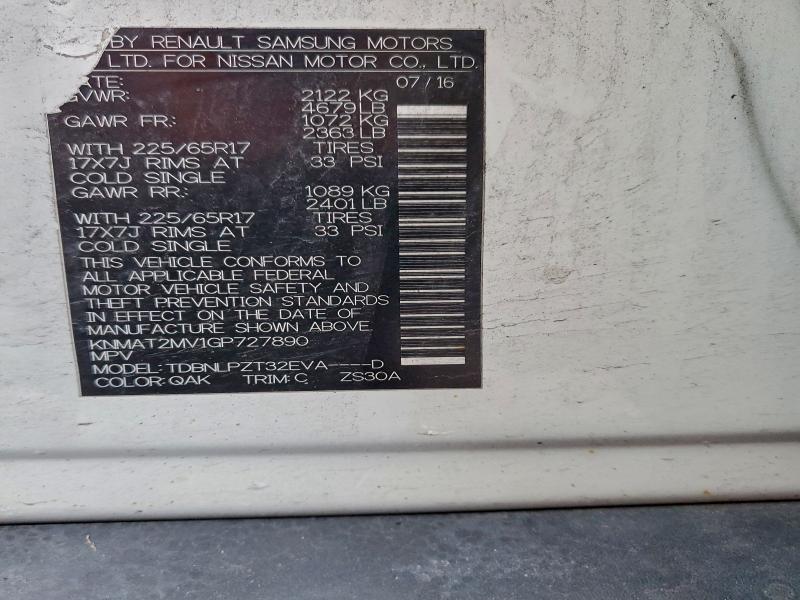 BY RENAULT SAMSUNG MOTORS
LTD. FOR NISSAN MOTOR CO., LTD.
ATE: 07/16
GVWR: 2122 KG
4679 LB
GAWR FR.: 1072 KG
2363 LB
WITH 225/65R17 TIRES
17X7J RIMS AT 33 PSI
COLD SINGLE
GAWR RR.: 1089 KG
2401 LB
WITH 225/65R17 TIRES
17X7J RIMS AT 33 PSI
COLD SINGLE
THIS VEHICLE CONFORMS TO
ALL APPLICABLE FEDERAL
MOTOR VEHICLE SAFETY AND
THEFT PREVENTION STANDARDS
IN EFFECT ON THE DATE OF
MANUFACTURE SHOWN ABOVE.
KNMAT2MV1GP727890
MPV
MODEL: TDBNLPZT32EVA----D
COLOR: QAK TRIM: C ZS30A